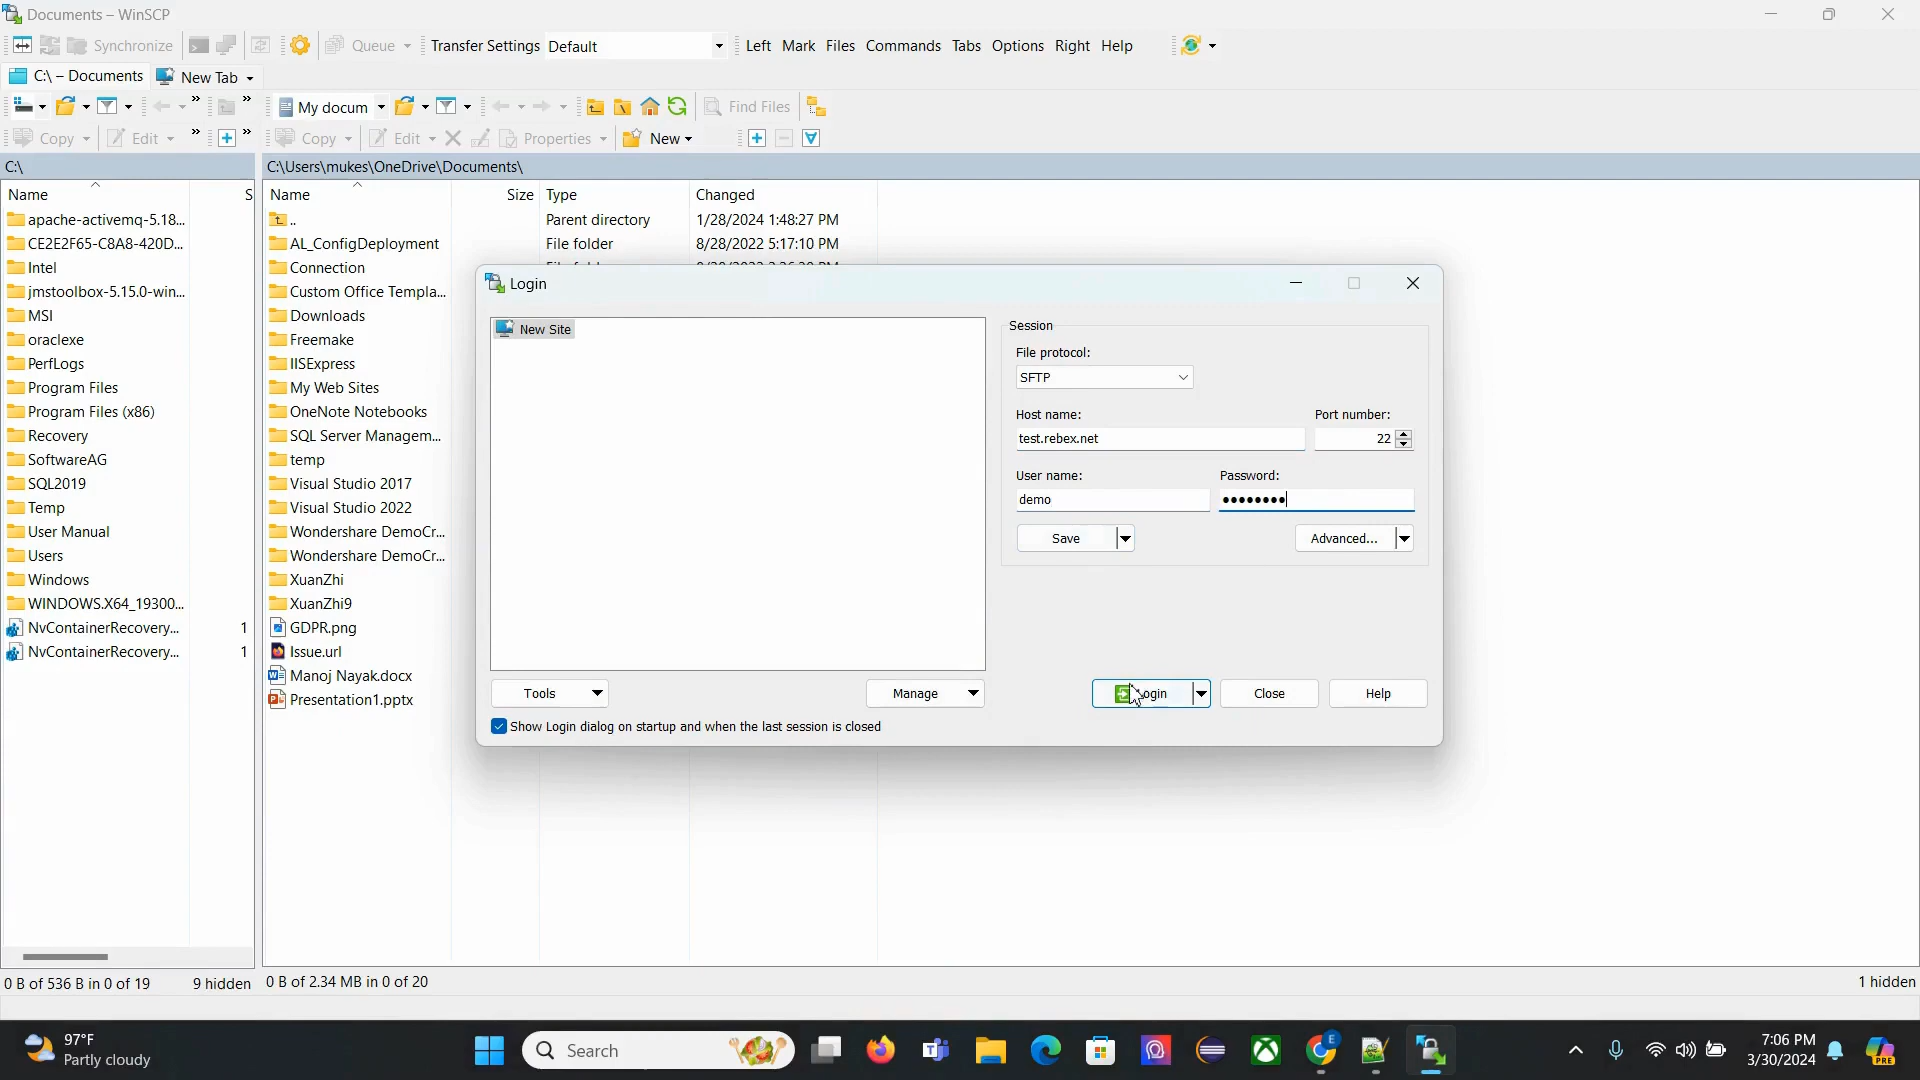 Documents – WinSCP
Synchronize Queue Transfer Settings Default Left Mark Files Commands Tabs Options Right Help
C:\ – Documents New Tab
My docum Find Files
Copy Edit » Copy Edit Properties New
C:\ C:\Users\mukes\OneDrive\Documents\
Name S Name Size Type Changed
apache-activemq-5.18... .. Parent directory 1/28/2024 1:48:27 PM
CE2E2F65-C8A8-420D... AL_ConfigDeployment File folder 8/28/2022 5:17:10 PM
Intel Connection
jmstoolbox-5.15.0-win... Custom Office Templa...
MSI Downloads
oraclexe Freemake
PerfLogs IISExpress
Program Files My Web Sites
Program Files (x86) OneNote Notebooks
Recovery SQL Server Managem...
SoftwareAG temp
SQL2019 Visual Studio 2017
Temp Visual Studio 2022
User Manual Wondershare DemoCr...
Users Wondershare DemoCr...
Windows XuanZhi
WINDOWS.X64_19300... XuanZhi9
NvContainerRecovery... 1 GDPR.png
NvContainerRecovery... 1 Issue.url
Manoj Nayak.docx
Presentation1.pptx
Login
New Site
Session
File protocol:
SFTP
Host name: Port number:
test.rebex.net 22
User name: Password:
demo ••••••••
Save Advanced...
Tools Manage Login Close Help
Show Login dialog on startup and when the last session is closed
0 B of 536 B in 0 of 19 9 hidden 0 B of 2.34 MB in 0 of 20 1 hidden
97°F
Partly cloudy
Search
7:06 PM
3/30/2024